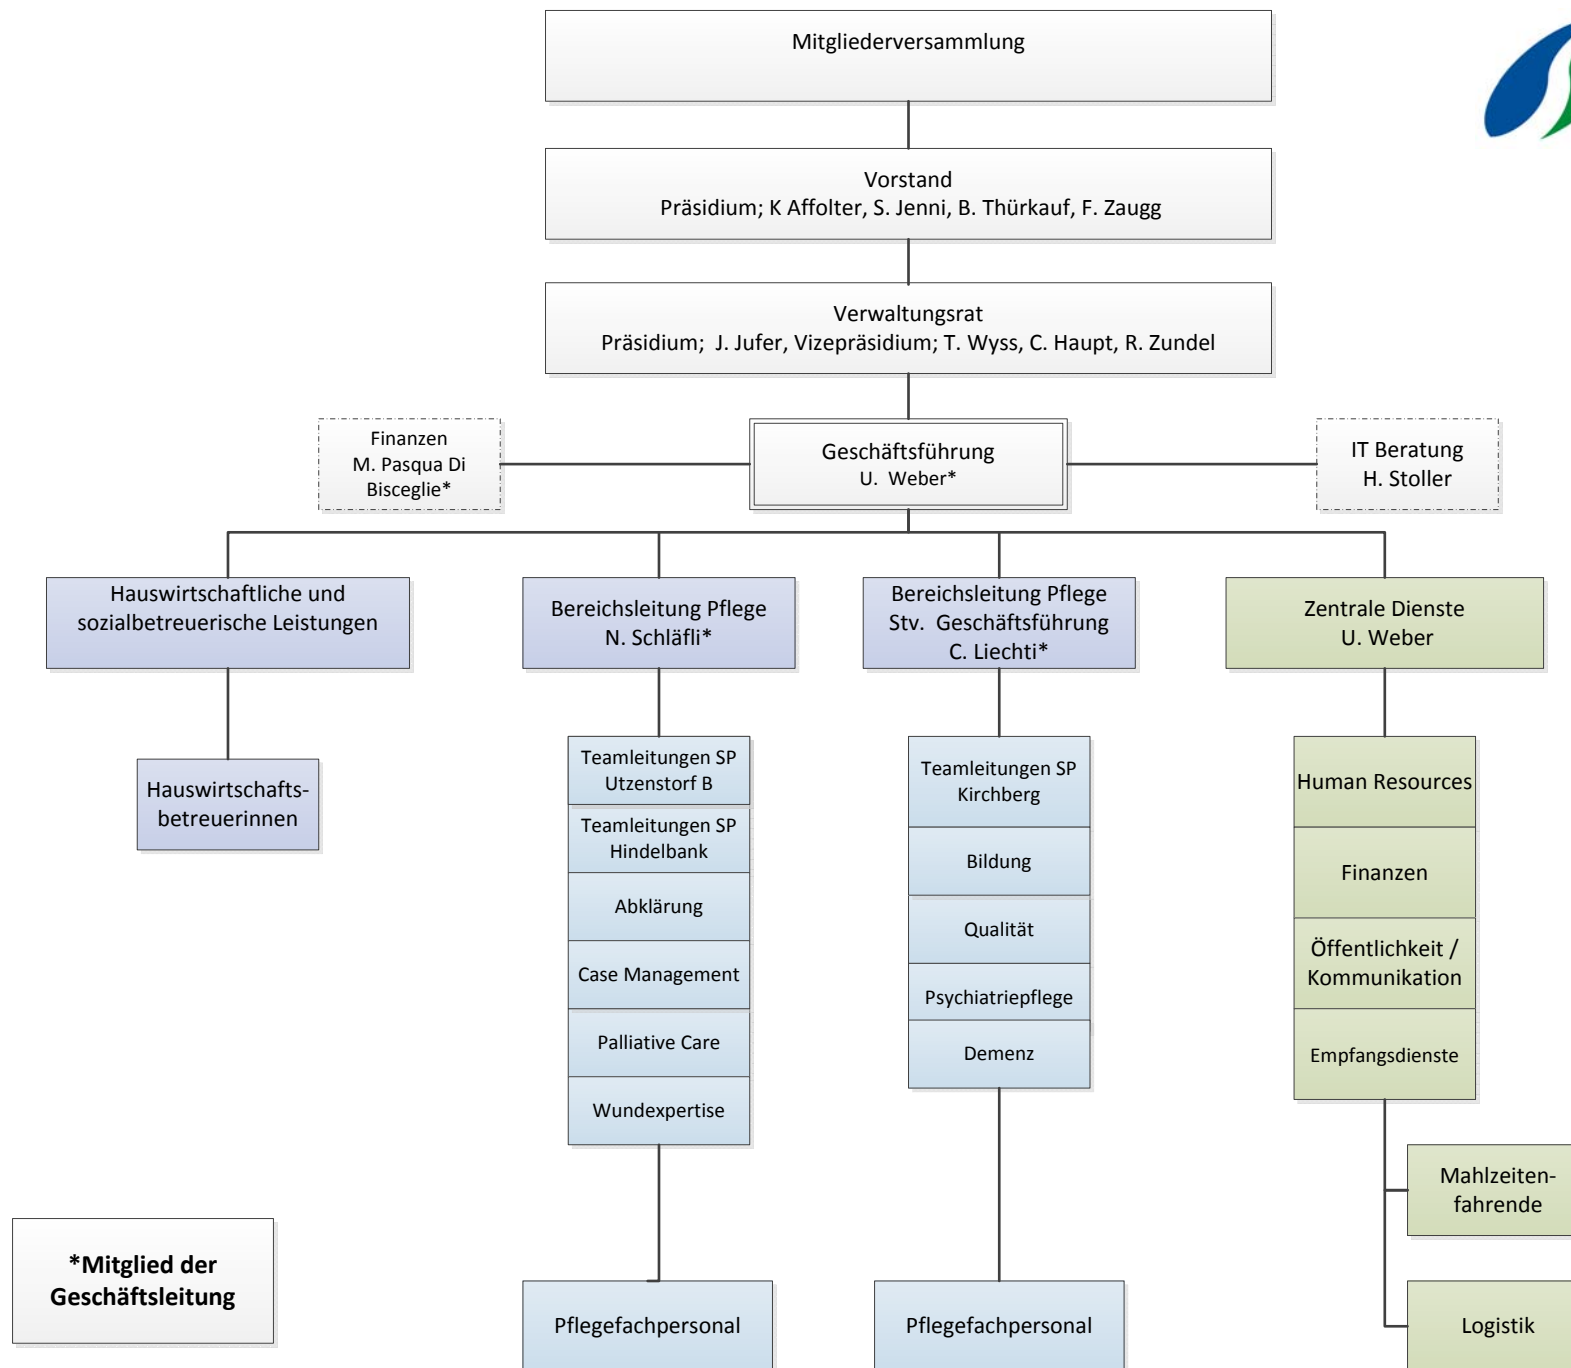 Mitgliederversammlung
Vorstand
Präsidium; K Affolter, S. Jenni, B. Thürkauf, F. Zaugg
Verwaltungsrat
Präsidium; J. Jufer, Vizepräsidium; T. Wyss, C. Haupt, R. Zundel
Finanzen
M. Pasqua Di
Bisceglie*
Geschäftsführung
U. Weber*
IT Beratung
H. Stoller
Hauswirtschaftliche und
sozialbetreuerische Leistungen
Bereichsleitung Pflege
N. Schläfli*
Bereichsleitung Pflege
Stv. Geschäftsführung
C. Liechti*
Zentrale Dienste
U. Weber
Hauswirtschafts-
betreuerinnen
Teamleitungen SP
Utzenstorf B
Teamleitungen SP
Hindelbank
Abklärung
Case Management
Palliative Care
Wundexpertise
Teamleitungen SP
Kirchberg
Bildung
Qualität
Psychiatriepflege
Demenz
Human Resources
Finanzen
Öffentlichkeit /
Kommunikation
Empfangsdienste
Mahlzeiten-
fahrende
Logistik
Pflegefachpersonal
Pflegefachpersonal
*Mitglied der
Geschäftsleitung